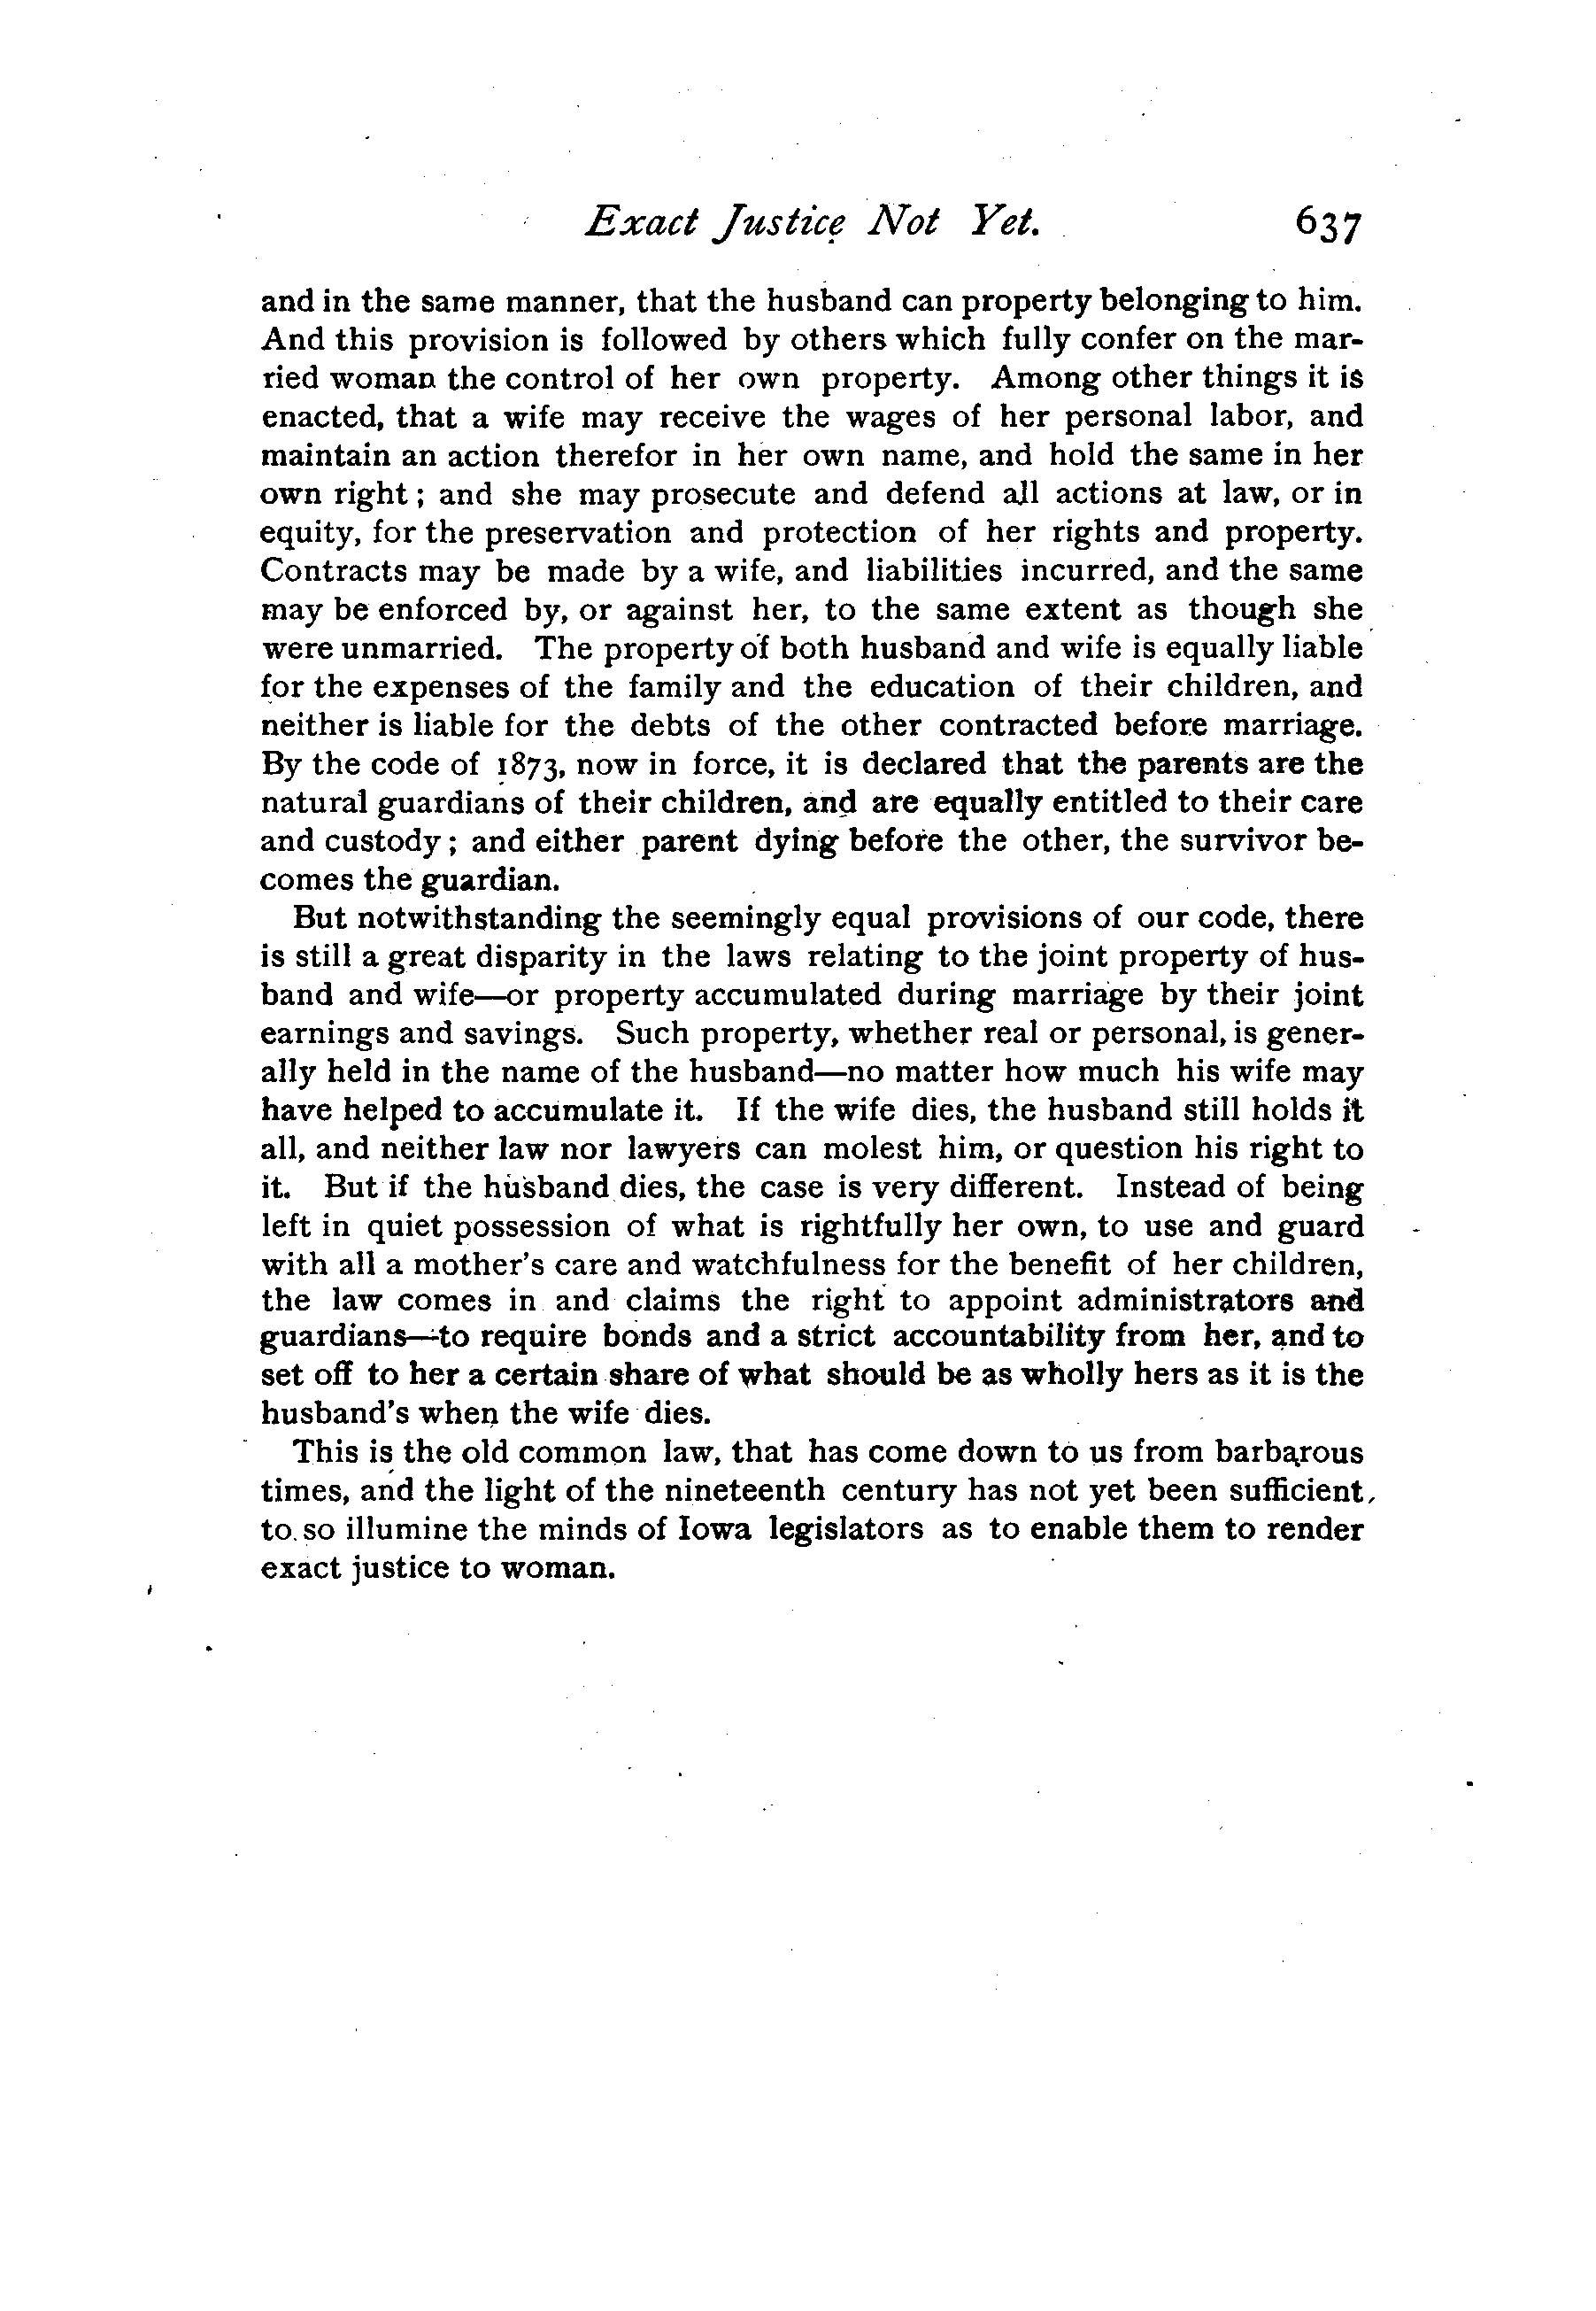 Exact Justice Not Yet. 637
and in the same manner, that the husband can property belonging to him.
And this provision is followed by others which fully confer on the mar-
ried woman the control of her own property. Among other things it is
enacted, that a wife may receive the wages of her personal labor, and
maintain an action therefor in her own name, and hold the same in her
own right; and she may prosecute and defend all actions at law, or in
equity, for the preservation and protection of her rights and property.
Contracts may be made by a wife, and liabilities incurred, and the same
may be enforced by, or against her, to the same extent as though she
were unmarried. The property of both husband and wife is equally liable
for the expenses of the family and the education of their children, and
neither is liable for the debts of the other contracted before marriage.
By the code of 1873, now in force, it is declared that the parents are the
natural guardians of their children, and are equally entitled to their care
and custody; and either parent dying before the other, the survivor be-
comes the guardian.
But notwithstanding the seemingly equal provisions of our code, there
is still a great disparity in the laws relating to the joint property of hus-
band and wife—or property accumulated during marriage by their joint
earnings and savings. Such property, whether real or personal, is gener-
ally held in the name of the husband—no matter how much his wife may
have helped to accumulate it. If the wife dies, the husband still holds it
all, and neither law nor lawyers can molest him, or question his right to
it. But if the husband dies, the case is very different. Instead of being
left in quiet possession of what is rightfully her own, to use and guard
with all a mother's care and watchfulness for the benefit of her children,
the law comes in and claims the right to appoint administrators and
guardians—to require bonds and a strict accountability from her, and to
set off to her a certain share of what should be as wholly hers as it is the
husband's when the wife dies.
This is the old common law, that has come down to us from barbarous
times, and the light of the nineteenth century has not yet been sufficient
to so illumine the minds of Iowa legislators as to enable them to render
exact justice to woman.